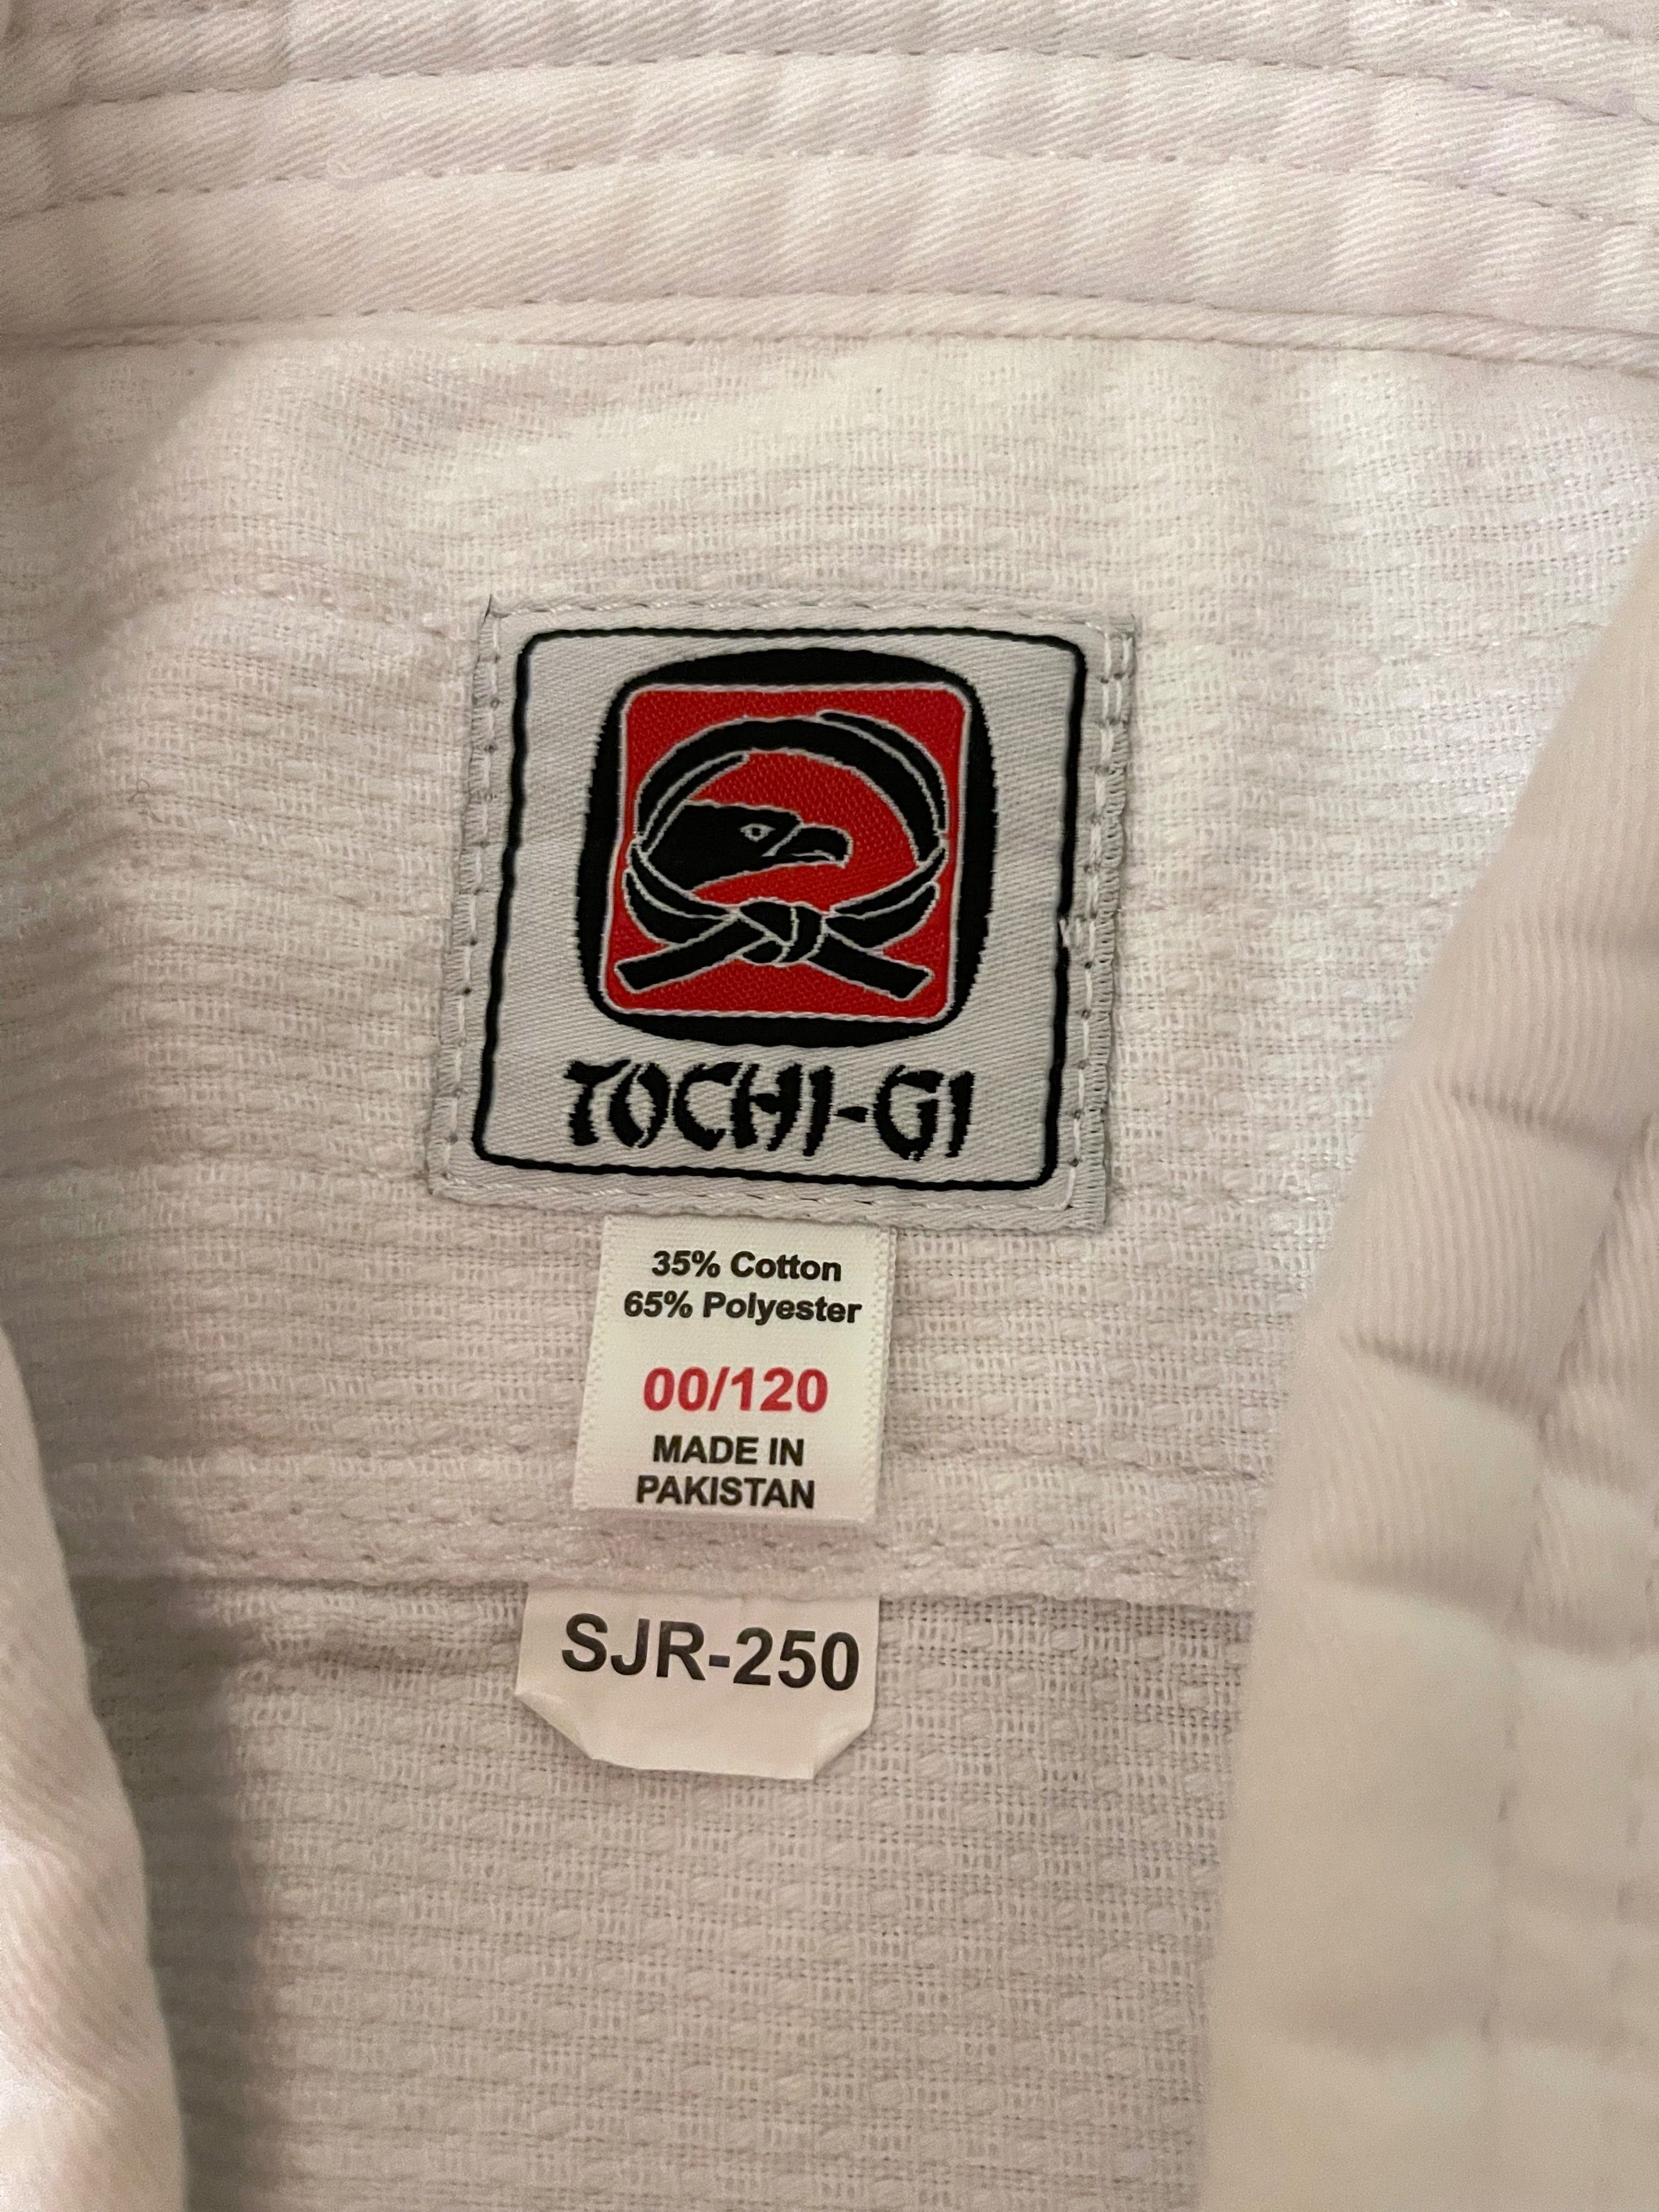 TOCHI-GI
35% Cotton
65% Polyester
00/120
MADE IN
PAKISTAN
SJR-250